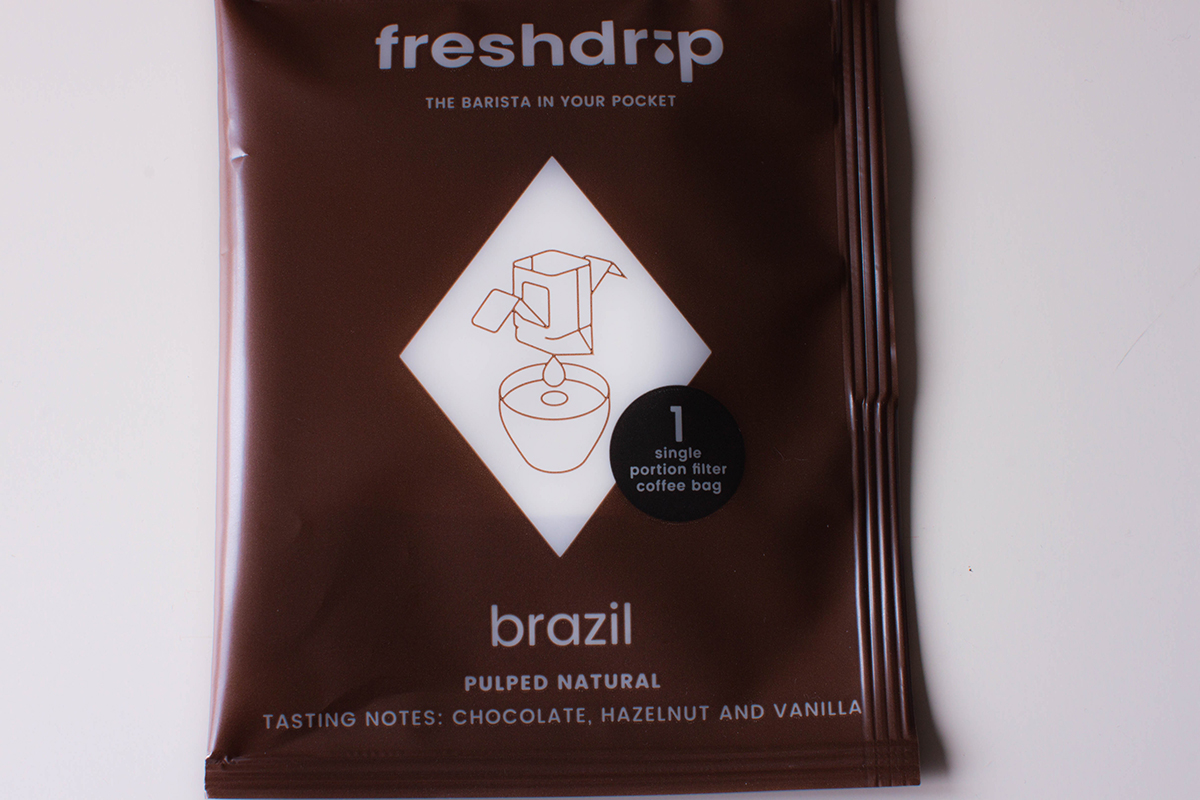 freshdrip
THE BARISTA IN YOUR POCKET
1
single
portion filter
coffee bag
brazil
PULPED NATURAL
TASTING NOTES: CHOCOLATE, HAZELNUT AND VANILLA